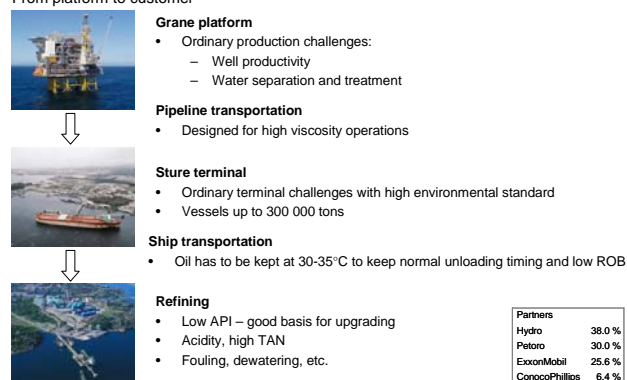 From platform to customer
Grane platform
• Ordinary production challenges:
– Well productivity
– Water separation and treatment
Pipeline transportation
• Designed for high viscosity operations
Sture terminal
• Ordinary terminal challenges with high environmental standard
• Vessels up to 300 000 tons
Ship transportation
• Oil has to be kept at 30-35°C to keep normal unloading timing and low ROB
Refining
• Low API – good basis for upgrading
• Acidity, high TAN
• Fouling, dewatering, etc.
Partners
Hydro 38.0 %
Petoro 30.0 %
ExxonMobil 25.6 %
ConocoPhillips 6.4 %